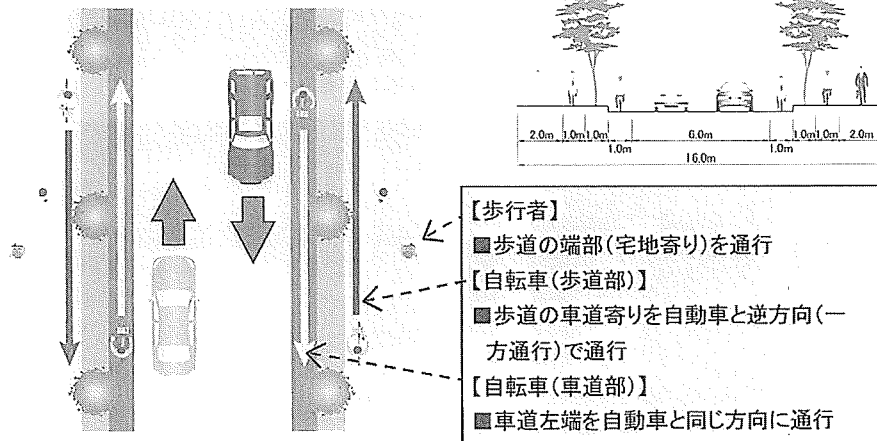 2.0m 1.0m 1.0m 6.0m 1.0m 1.0m 2.0m
1.0m 1.0m
16.0m
【歩行者】
■歩道の端部(宅地寄り)を通行
【自転車(歩道部)】
■歩道の車道寄りを自動車と逆方向(一
方通行)で通行
【自転車(車道部)】
■車道左端を自動車と同じ方向に通行